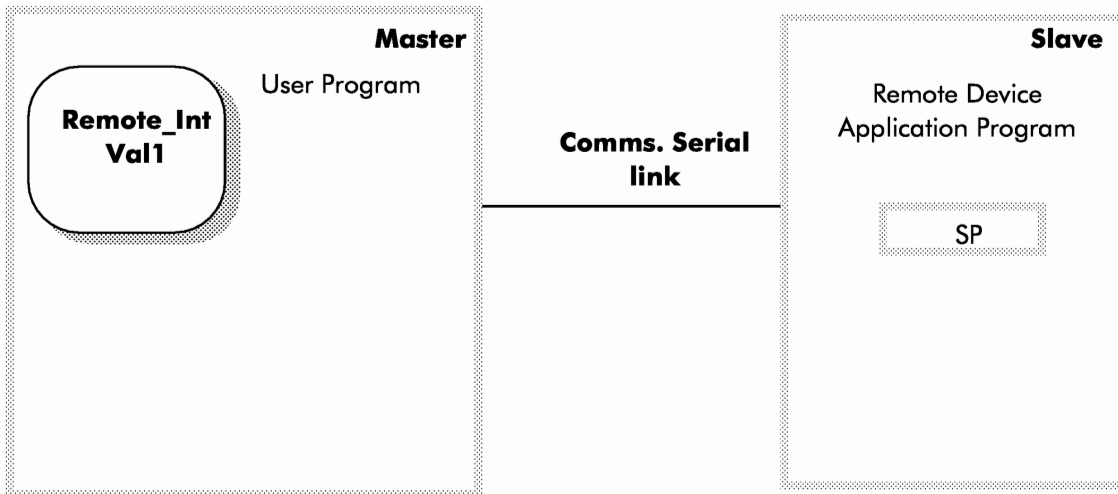 Master
User Program
Remote_Int
Val1
Comms. Serial
link
Slave
Remote Device
Application Program
SP